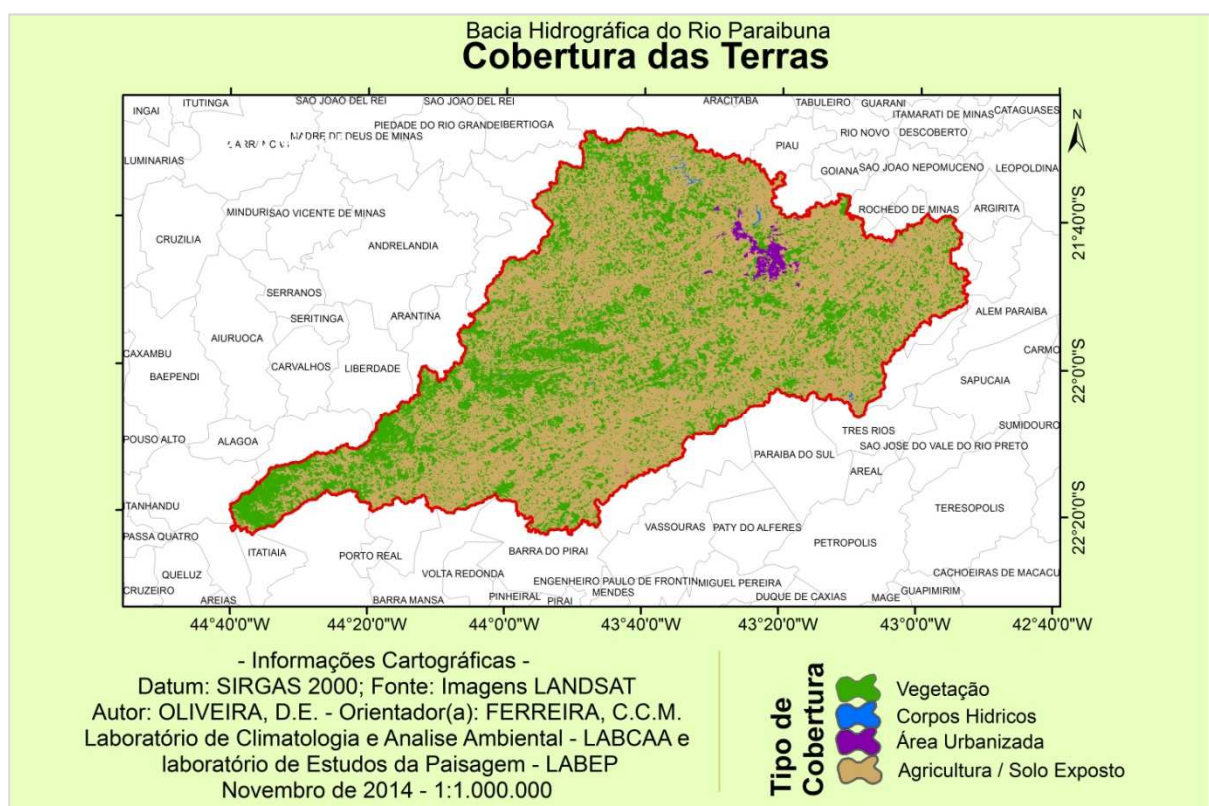 Bacia Hidrográfica do Rio Paraibuna
Cobertura das Terras
INGAI
ITUTINGA
SAO JOAO DEL REI
SAO JOAO DEL REI
ARACITABA
TABULEIRO
GUARANI
ITAMARATI DE MINAS
CATAGUASES
N
PIEDADE DO RIO GRANDE
IBERTIOGA
MADRE DE DEUS DE MINAS
RIO NOVO
DESCOBERTO
PIAU
LUMINARIAS
GOIANA
SAO JOAO NEPOMUCENO
LEOPOLDINA
MINDURI
SAO VICENTE DE MINAS
ROCHEDO DE MINAS
ARGIRITA
21°40'0"S
CRUZILIA
ANDRELANDIA
SERRANOS
SERITINGA
ARANTINA
ALEM PARAIBA
AIURUOCA
CAXAMBU
CARVALHOS
LIBERDADE
CARMO
22°0'0"S
BAEPENDI
SAPUCAIA
POUSO ALTO
ALAGOA
TRES RIOS
SUMIDOURO
SAO JOSE DO VALE DO RIO PRETO
PARAIBA DO SUL
AREAL
ITANHANDU
TERESOPOLIS
22°20'0"S
PASSA QUATRO
VASSOURAS
PATY DO ALFERES
ITATIAIA
PORTO REAL
BARRA DO PIRAI
PETROPOLIS
QUELUZ
VOLTA REDONDA
ENGENHEIRO PAULO DE FRONTIN
MIGUEL PEREIRA
CACHOEIRAS DE MACACU
CRUZEIRO
AREIAS
BARRA MANSA
PINHEIRAL
PIRAI
MENDES
DUQUE DE CAXIAS
MAGE
GUAPIMIRIM
44°40'0"W 44°20'0"W 44°0'0"W 43°40'0"W 43°20'0"W 43°0'0"W 42°40'0"W
- Informações Cartográficas -
Datum: SIRGAS 2000; Fonte: Imagens LANDSAT
Autor: OLIVEIRA, D.E. - Orientador(a): FERREIRA, C.C.M.
Laboratório de Climatologia e Analise Ambiental - LABCAA e
laboratório de Estudos da Paisagem - LABEP
Novembro de 2014 - 1:1.000.000
Tipo de
Cobertura
Vegetação
Corpos Hidricos
Área Urbanizada
Agricultura / Solo Exposto